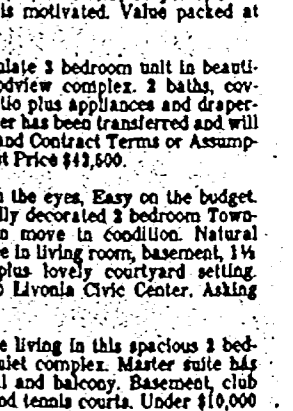 is motivated. Value packed at
late 2 bedroom unit in beauti-
odview complex. 2 baths, cov-
tio plus appliances and draper-
er has been transferred and will
nd Contract Terms or Assump-
t Price $42,500.
the eyes, Easy on the budget.
lly decorated 2 bedroom Town-
n move in condition. Natural
e in living room, basement, 1½
plus lovely courtyard setting.
Livonia Civic Center. Asking
e living in this spacious 2 bed-
uiet complex. Master suite has
l and balcony. Basement, club
nd tennis courts. Under $10,000